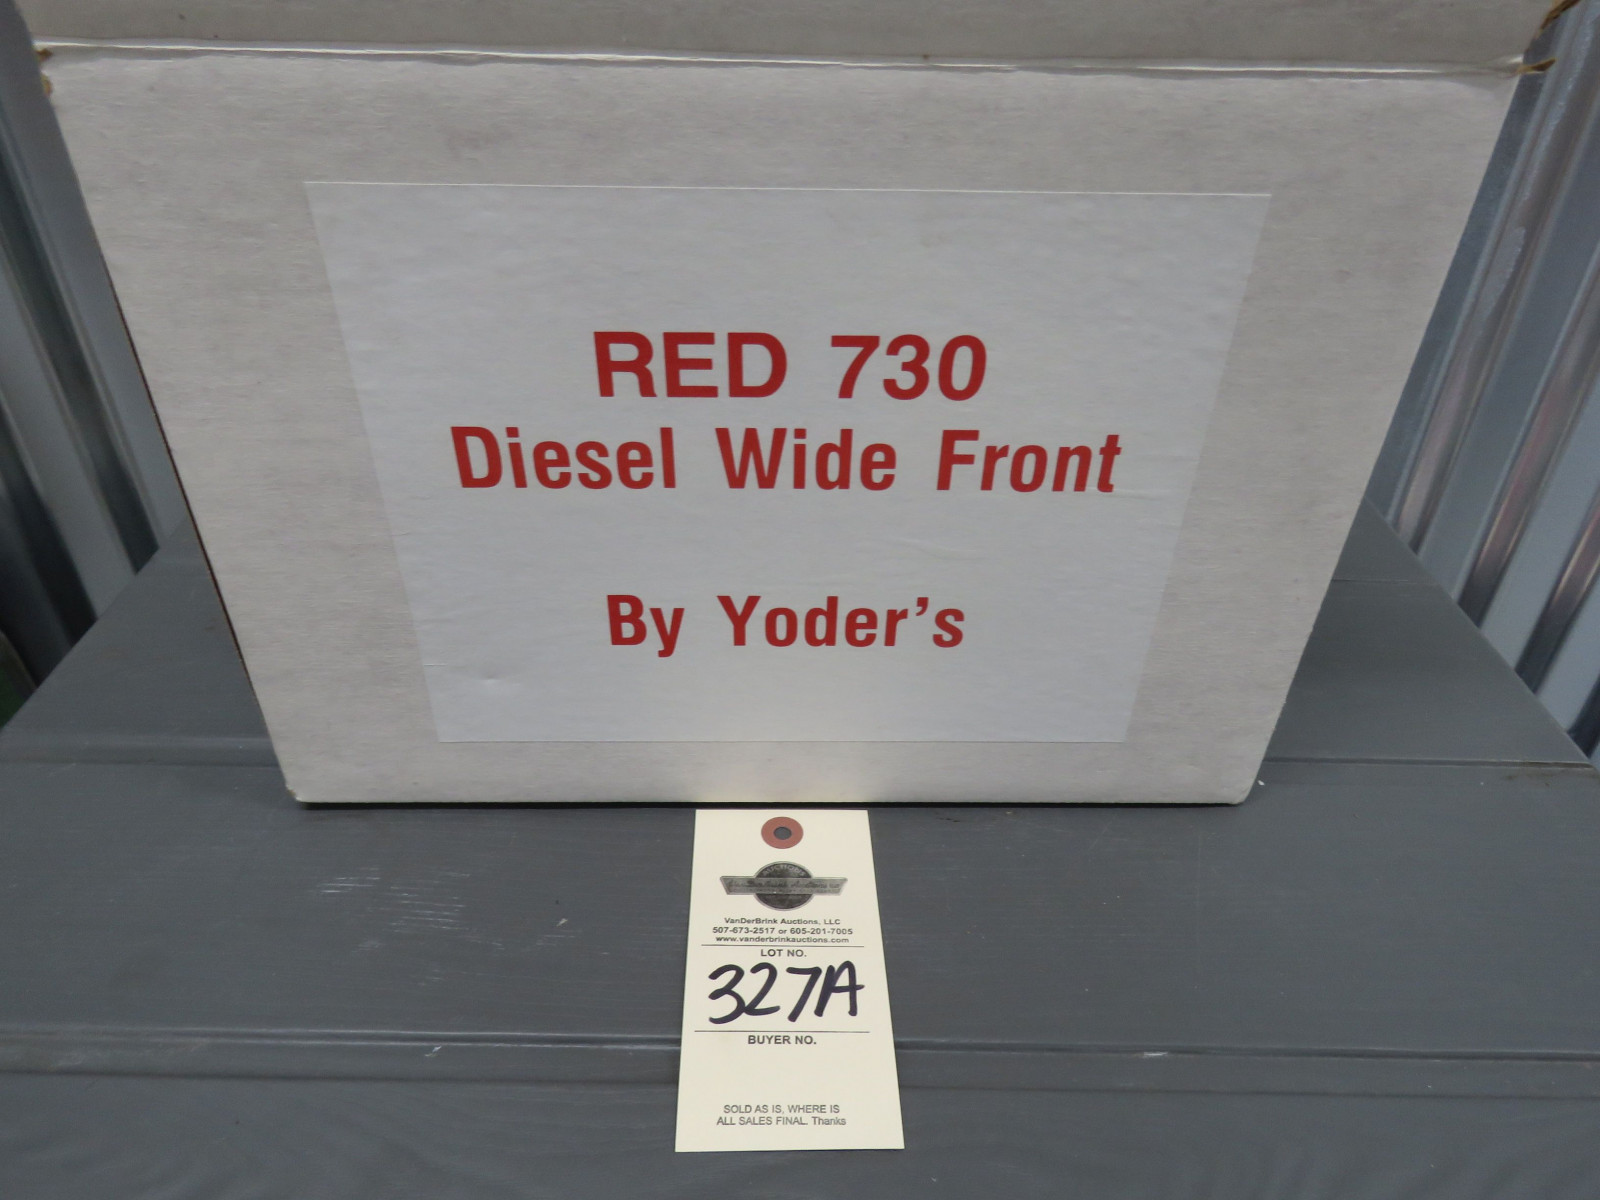 RED 730
Diesel Wide Front
By Yoder's
VanDerBrink Auctions, LLC
507-673-2517 or 605-201-7005
www.vanderbrinkauctions.com
LOT NO.
327A
BUYER NO.
SOLD AS IS, WHERE IS
ALL SALES FINAL. Thanks